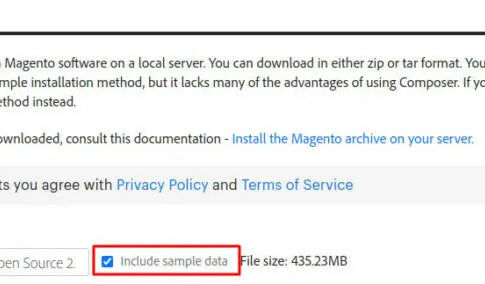 Magento software on a local server. You can download in either zip or tar format. You
mple installation method, but it lacks many of the advantages of using Composer. If yo
ethod instead.
ownloaded, consult this documentation - Install the Magento archive on your server.
ts you agree with Privacy Policy and Terms of Service
pen Source 2. Include sample data File size: 435.23MB